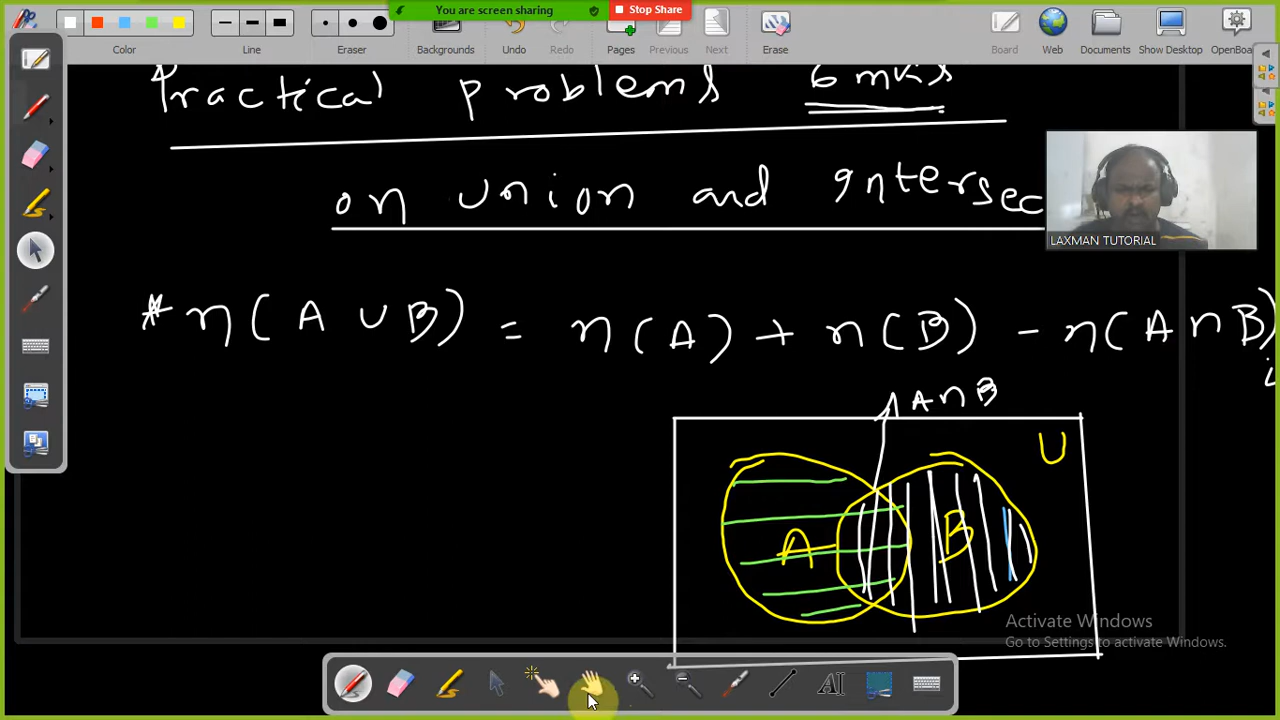 You are screen sharing Stop Share
Color Line Eraser Backgrounds Undo Redo Pages Previous Next Erase Board Web Documents Show Desktop OpenBoa
Practical problems 6 mks
on union and intersec
LAXMAN TUTORIAL
* n(A ∪ B) = n(A) + n(B) - n(A ∩ B)
A ∩ B
U
A B
Activate Windows
Go to Settings to activate Windows.